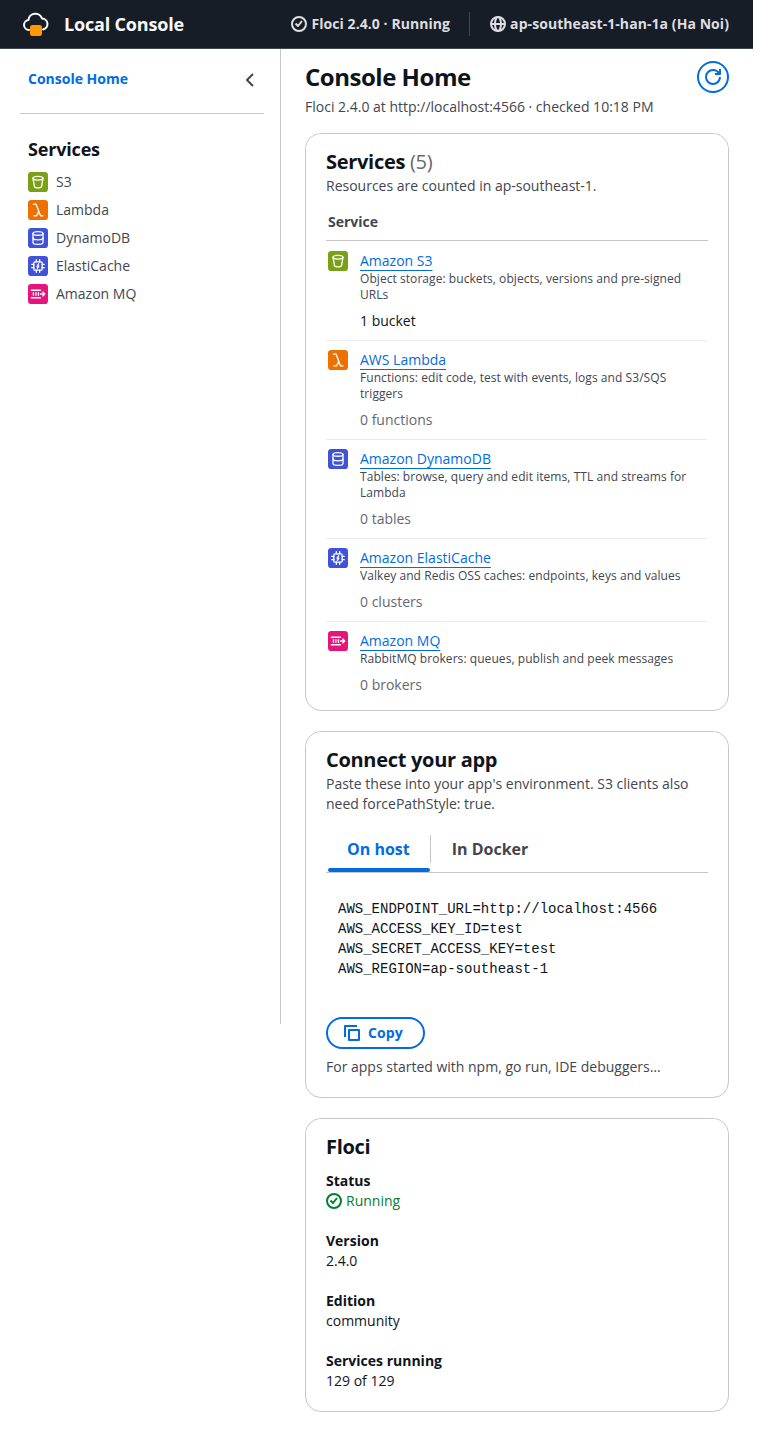 Local Console
Floci 2.4.0 · Running
ap-southeast-1-han-1a (Ha Noi)
Console Home
Services
S3
Lambda
DynamoDB
ElastiCache
Amazon MQ
Console Home
Floci 2.4.0 at http://localhost:4566 · checked 10:18 PM
Services (5)
Resources are counted in ap-southeast-1.
Service
Amazon S3
Object storage: buckets, objects, versions and pre-signed
URLs
1 bucket
AWS Lambda
Functions: edit code, test with events, logs and S3/SQS
triggers
0 functions
Amazon DynamoDB
Tables: browse, query and edit items, TTL and streams for
Lambda
0 tables
Amazon ElastiCache
Valkey and Redis OSS caches: endpoints, keys and values
0 clusters
Amazon MQ
RabbitMQ brokers: queues, publish and peek messages
0 brokers
Connect your app
Paste these into your app's environment. S3 clients also
need forcePathStyle: true.
On host
In Docker
AWS_ENDPOINT_URL=http://localhost:4566
AWS_ACCESS_KEY_ID=test
AWS_SECRET_ACCESS_KEY=test
AWS_REGION=ap-southeast-1
Copy
For apps started with npm, go run, IDE debuggers...
Floci
Status
Running
Version
2.4.0
Edition
community
Services running
129 of 129